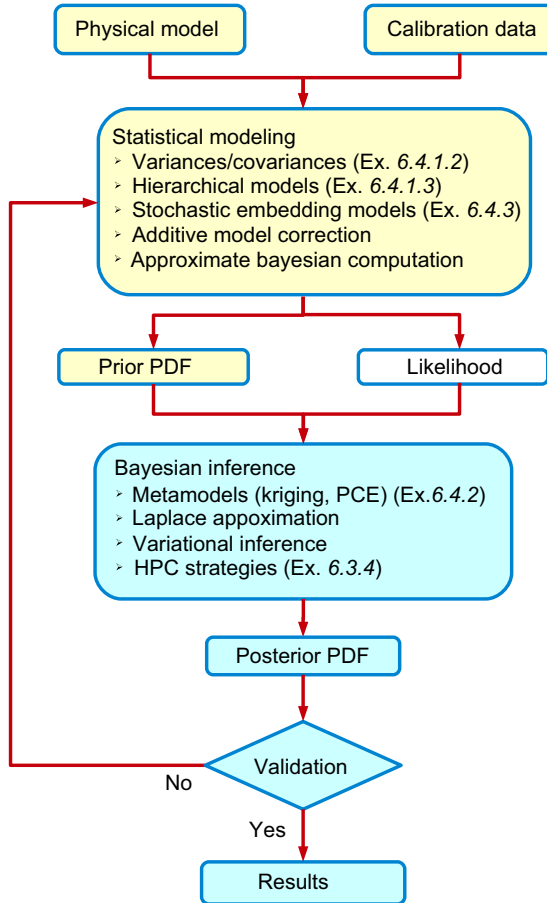 Physical model
Calibration data
Statistical modeling
➢ Variances/covariances (Ex. 6.4.1.2)
➢ Hierarchical models (Ex. 6.4.1.3)
➢ Stochastic embedding models (Ex. 6.4.3)
➢ Additive model correction
➢ Approximate bayesian computation
Prior PDF
Likelihood
Bayesian inference
➢ Metamodels (kriging, PCE) (Ex.6.4.2)
➢ Laplace appoximation
➢ Variational inference
➢ HPC strategies (Ex. 6.3.4)
Posterior PDF
Validation
No
Yes
Results